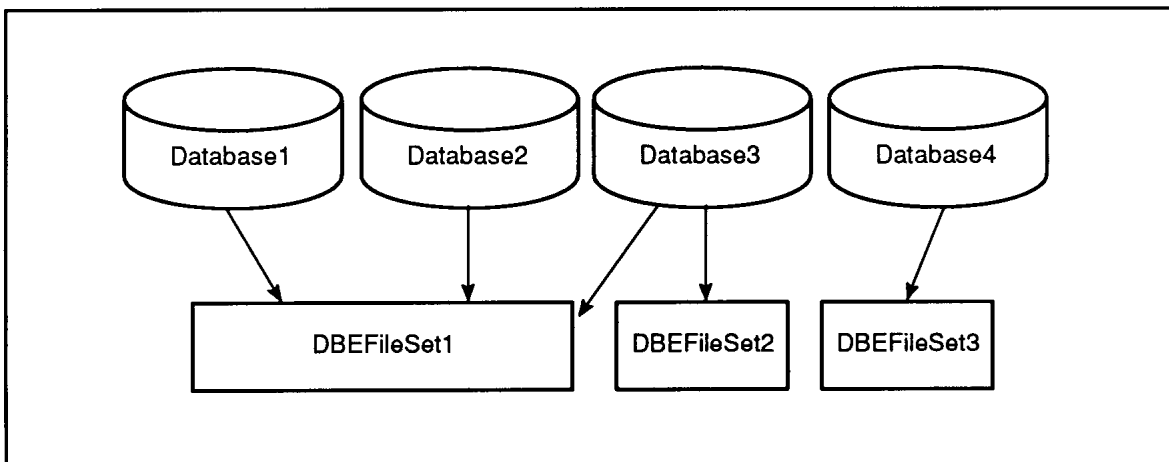 Database1
Database2
Database3
Database4
DBEFileSet1
DBEFileSet2
DBEFileSet3